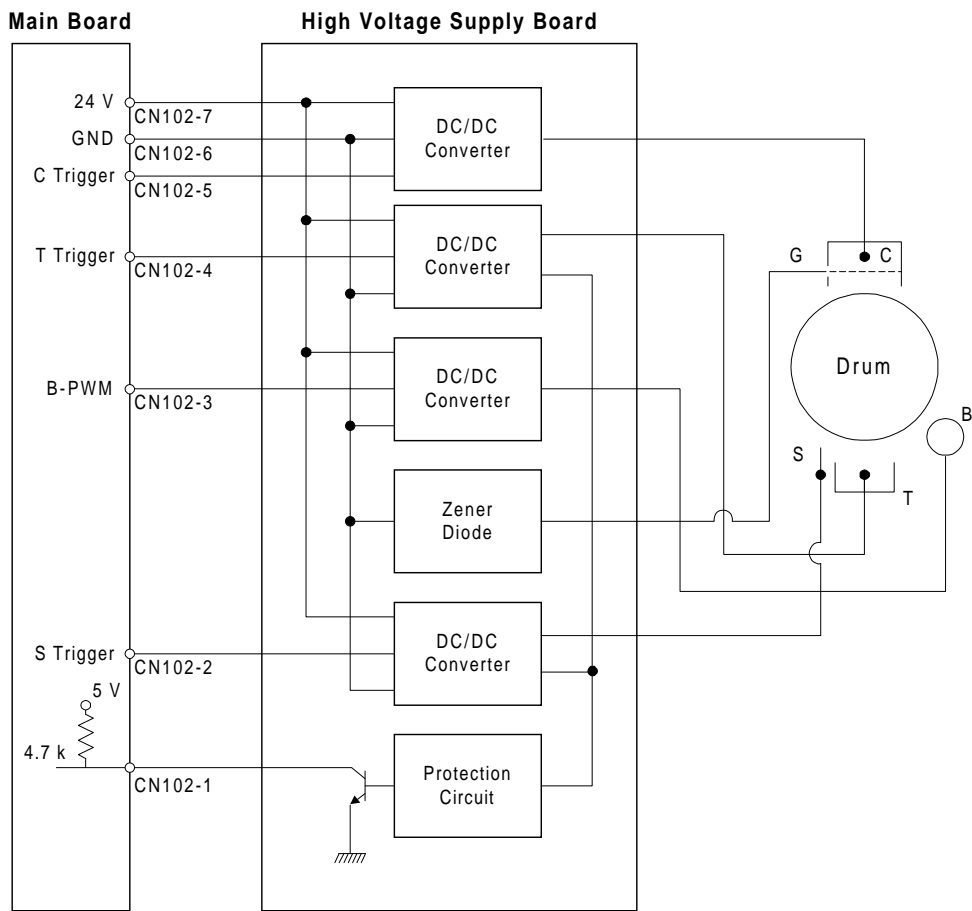 Main Board
High Voltage Supply Board
24 V
CN102-7
GND
CN102-6
C Trigger
CN102-5
DC/DC
Converter
T Trigger
CN102-4
DC/DC
Converter
G
C
B-PWM
CN102-3
DC/DC
Converter
Drum
B
S
T
Zener
Diode
S Trigger
CN102-2
DC/DC
Converter
5 V
4.7 k
CN102-1
Protection
Circuit